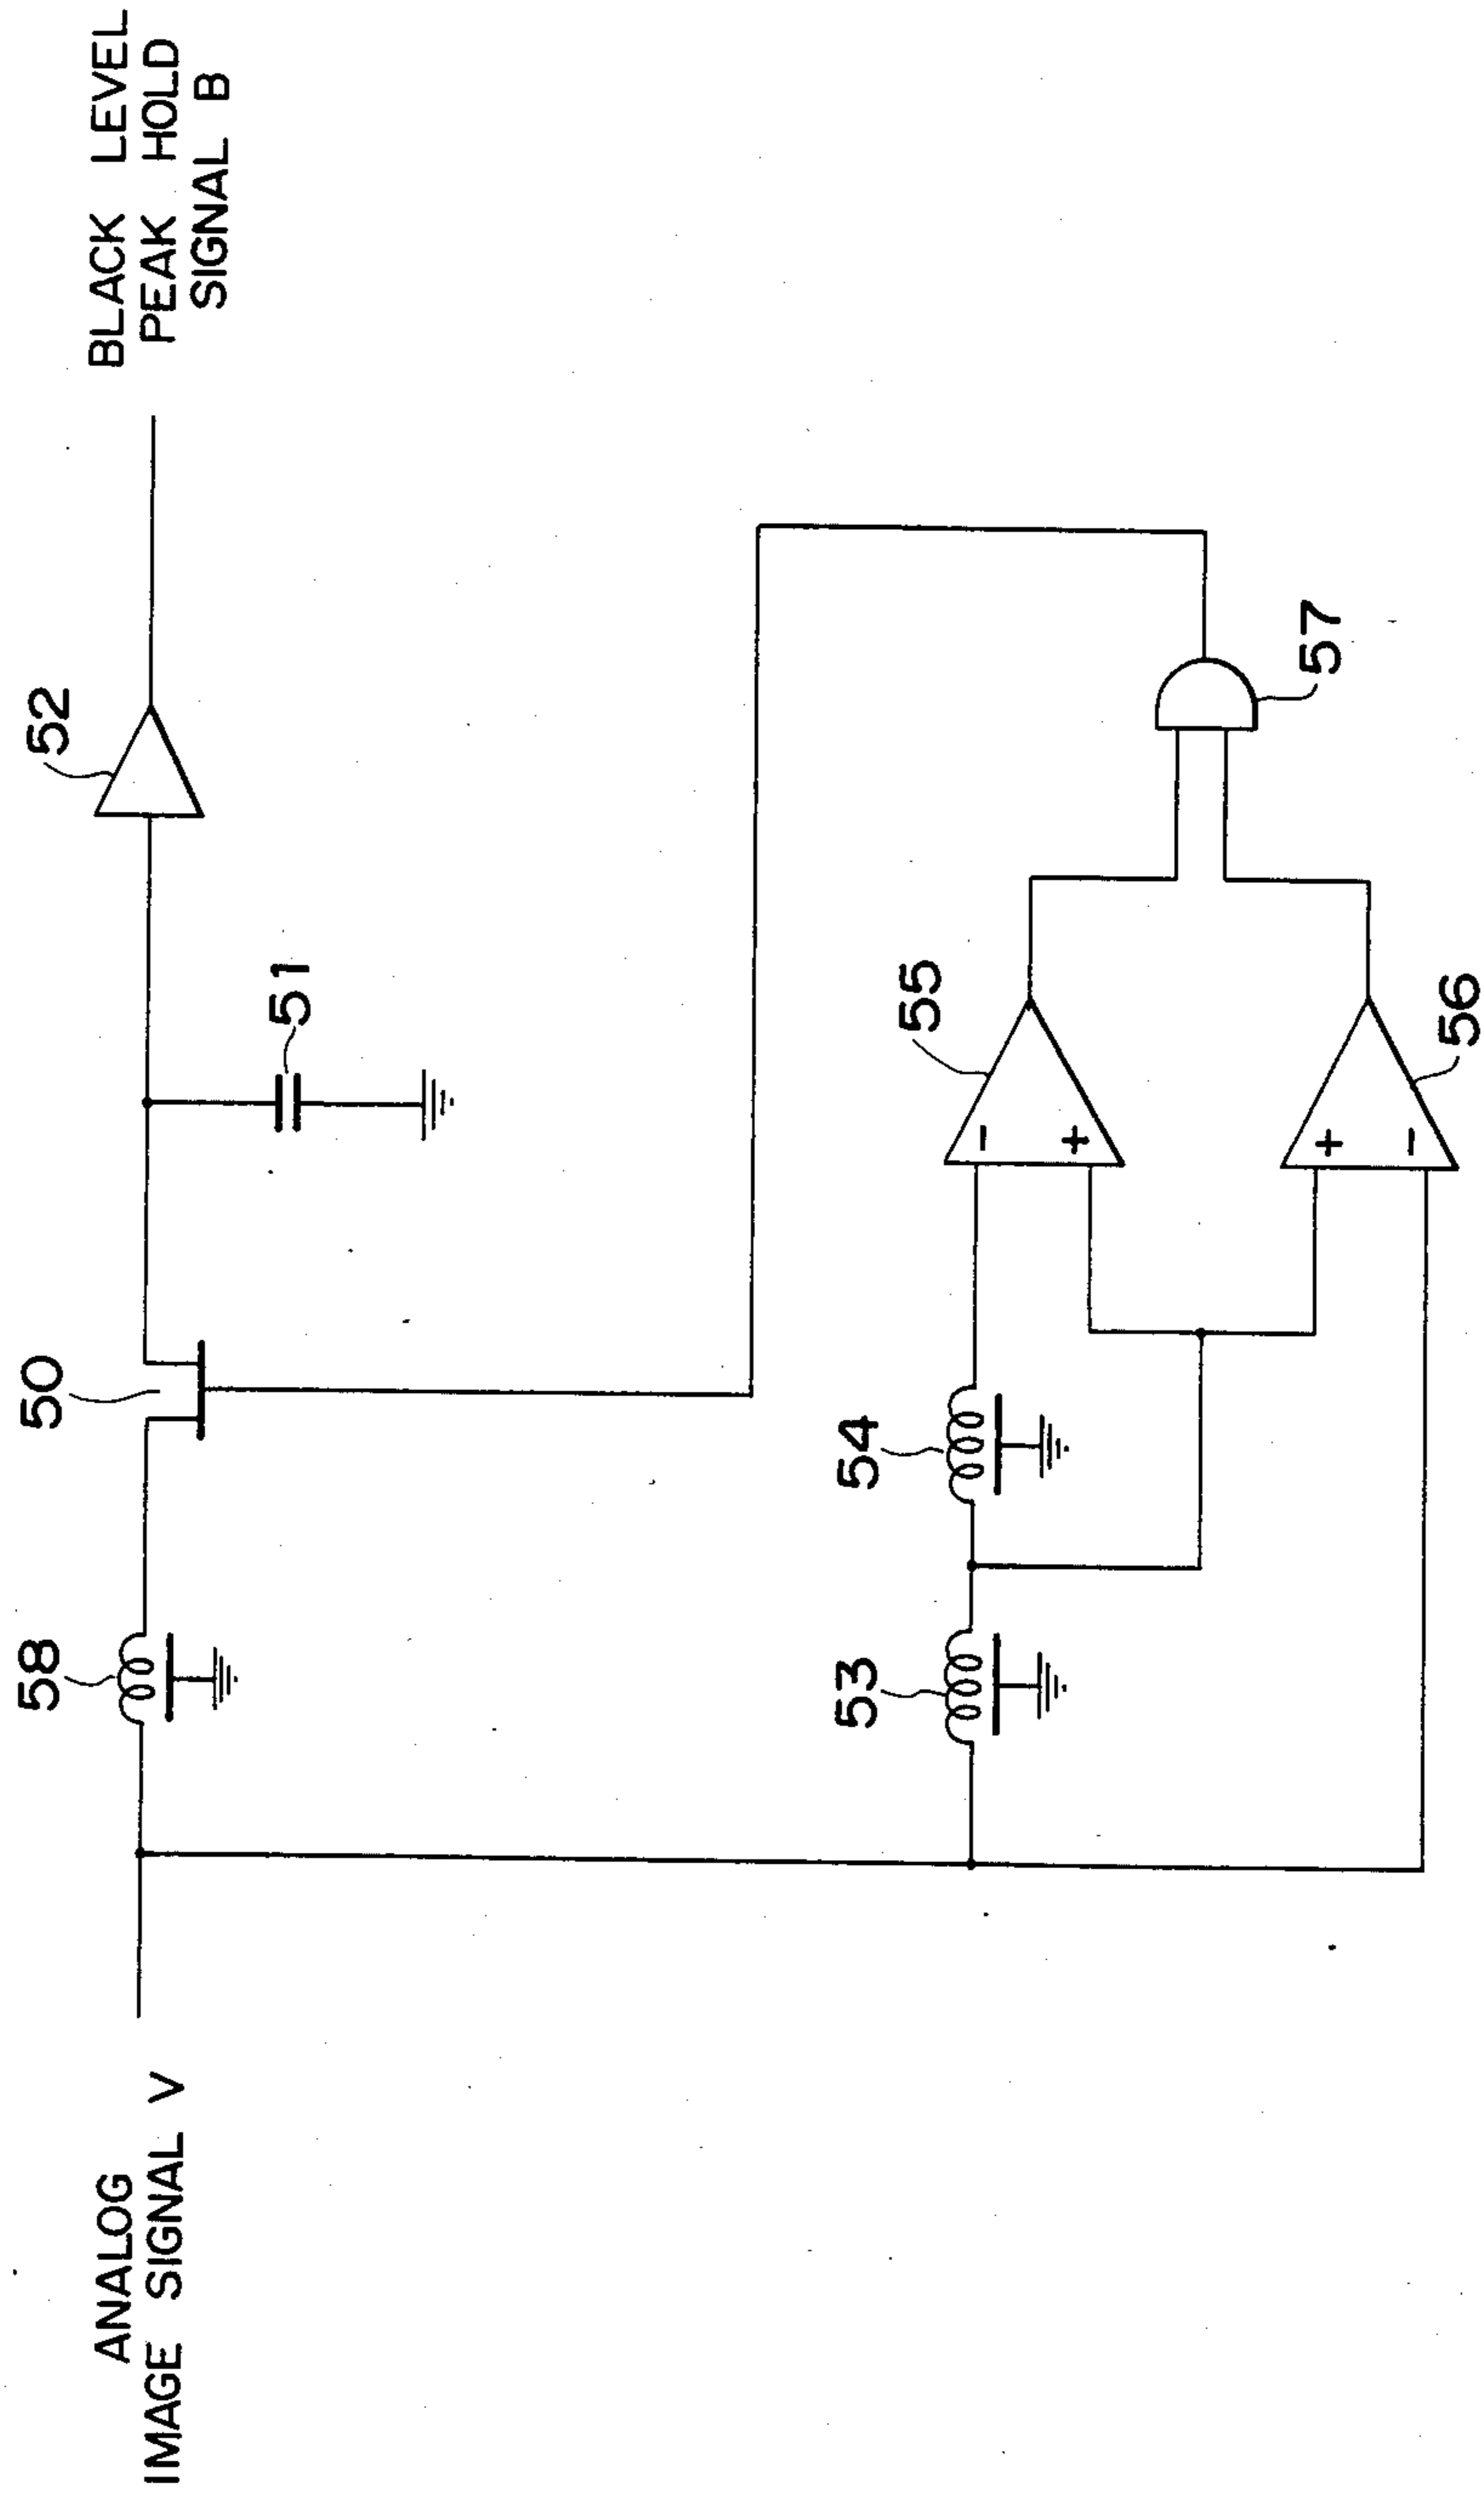 ANALOG
IMAGE SIGNAL V
58
50
52
BLACK LEVEL
PEAK HOLD
SIGNAL B
51
53
54
55
-
+
+
-
56
57